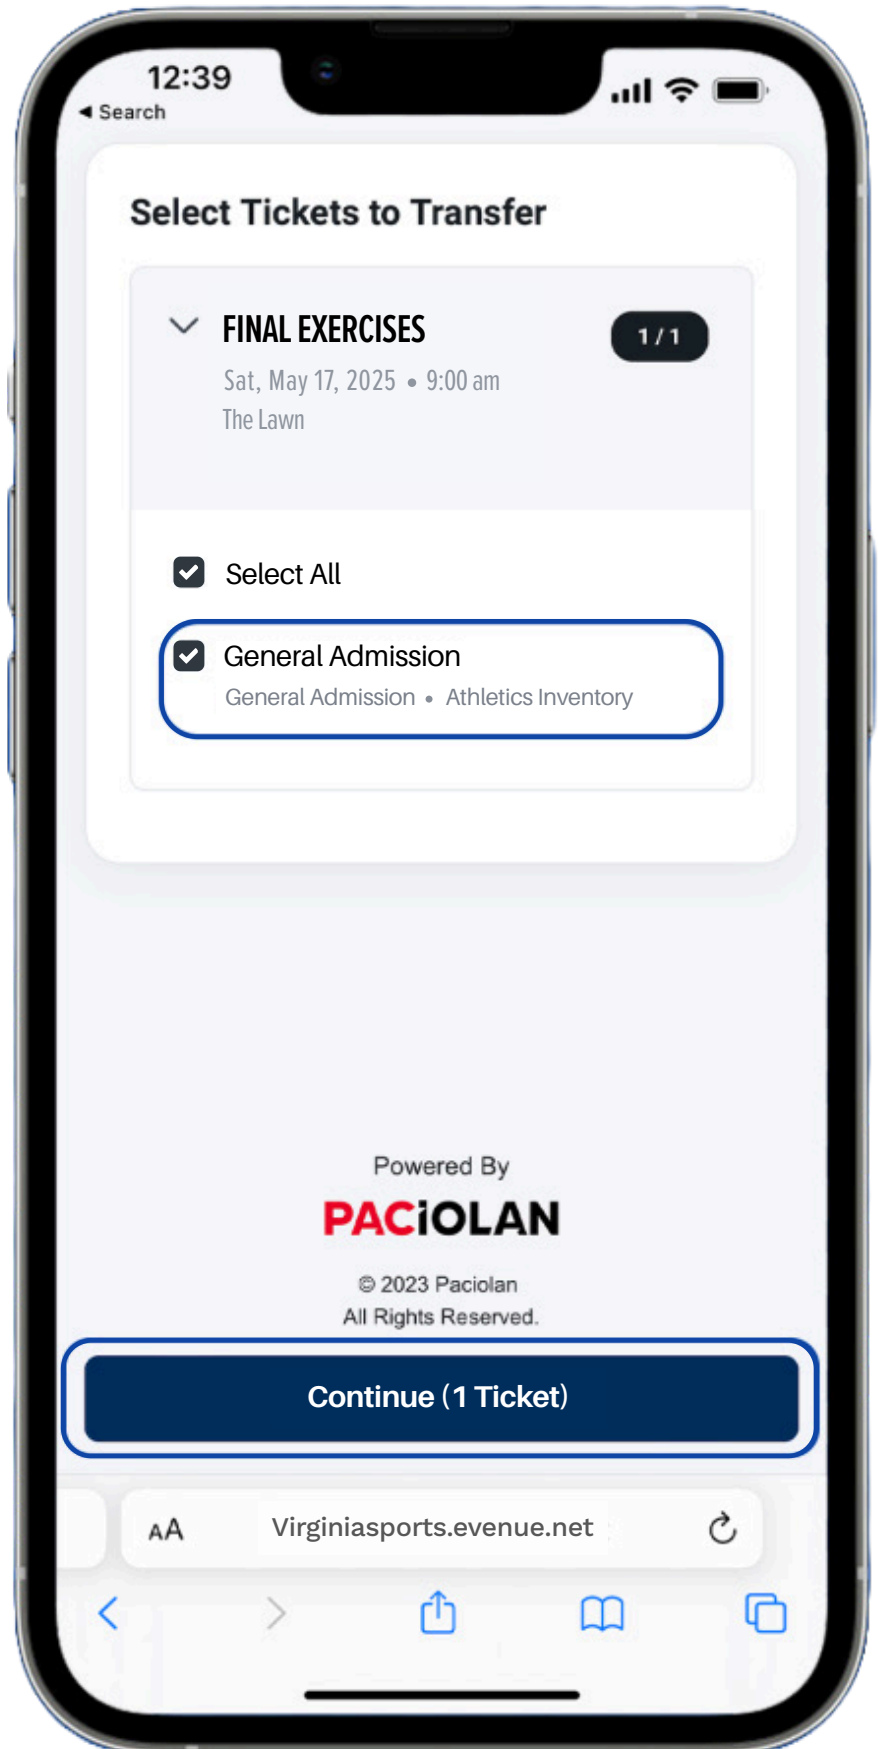 12:39
◀ Search
Select Tickets to Transfer
FINAL EXERCISES
1 / 1
Sat, May 17, 2025 • 9:00 am
The Lawn
Select All
General Admission
General Admission • Athletics Inventory
Powered By
PACiOLAN
© 2023 Paciolan
All Rights Reserved.
Continue (1 Ticket)
AA Virginiasports.evenue.net